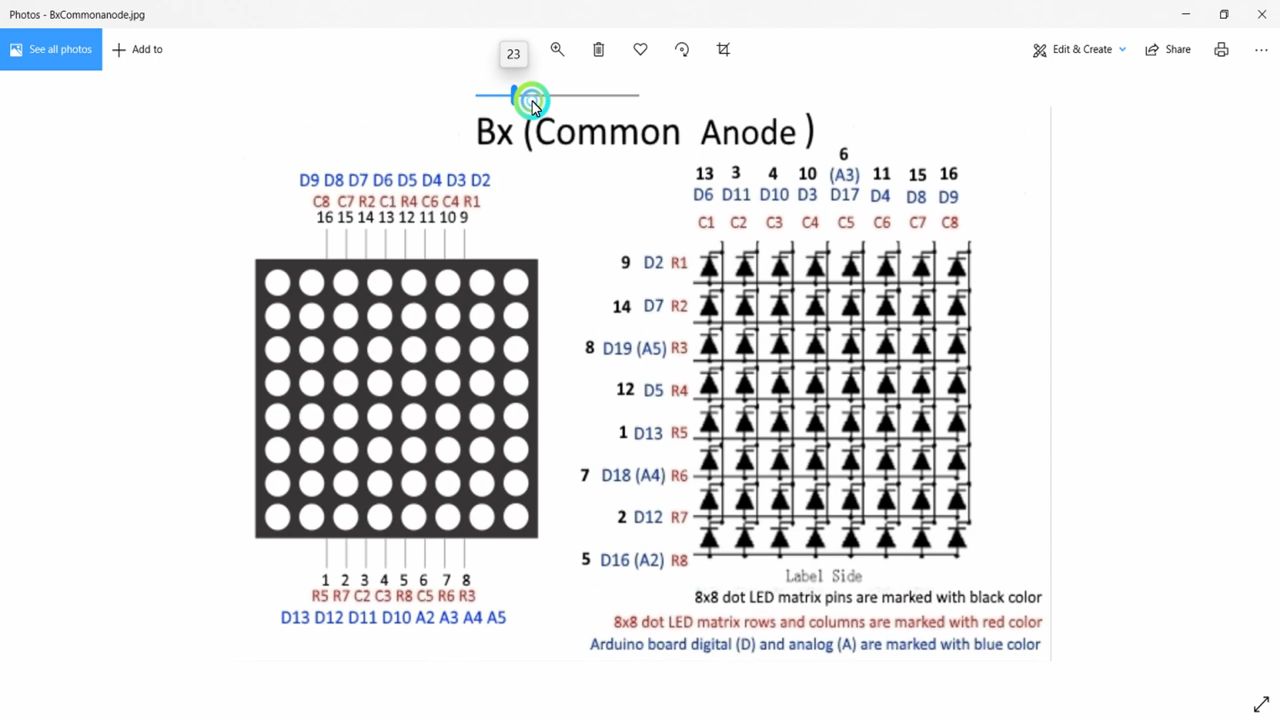 Photos - BxCommonanode.jpg
See all photos
Add to
23
Edit & Create
Share
Bx (Common Anode)
D9 D8 D7 D6 D5 D4 D3 D2
C8 C7 R2 C1 R4 C6 C4 R1
16 15 14 13 12 11 10 9
1 2 3 4 5 6 7 8
R5 R7 C2 C3 R8 C5 R6 R3
D13 D12 D11 D10 A2 A3 A4 A5
6
13 3 4 10 (A3) 11 15 16
D6 D11 D10 D3 D17 D4 D8 D9
C1 C2 C3 C4 C5 C6 C7 C8
9 D2 R1
14 D7 R2
8 D19 (A5) R3
12 D5 R4
1 D13 R5
7 D18 (A4) R6
2 D12 R7
5 D16 (A2) R8
Label Side
8x8 dot LED matrix pins are marked with black color
8x8 dot LED matrix rows and columns are marked with red color
Arduino board digital (D) and analog (A) are marked with blue color